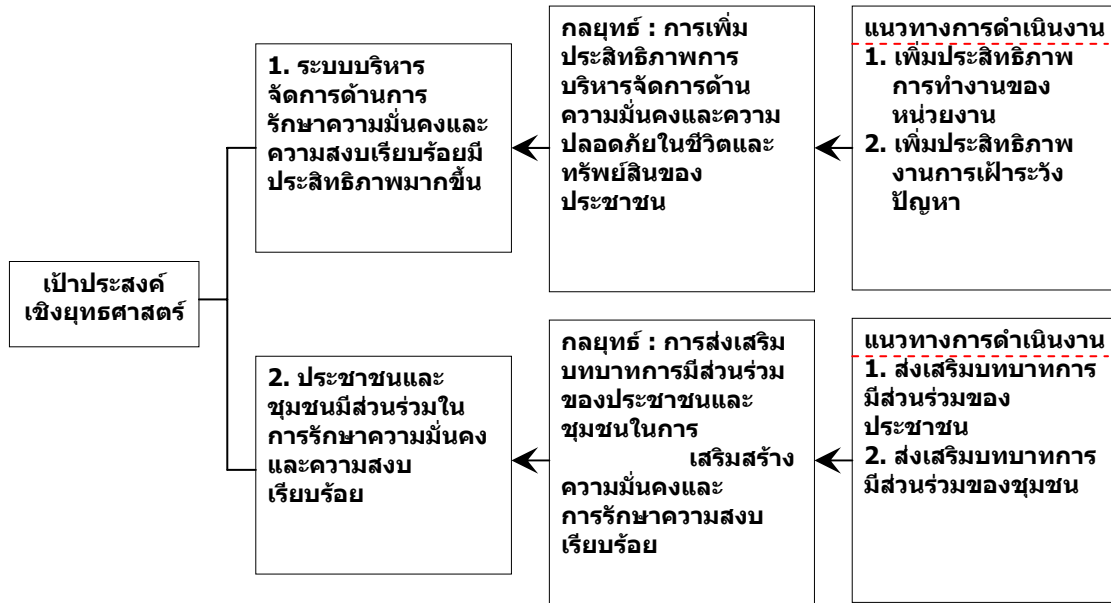 เป้าประสงค์
เชิงยุทธศาสตร์
1. ระบบบริหาร
จัดการด้านการ
รักษาความมั่นคงและ
ความสงบเรียบร้อยมี
ประสิทธิภาพมากขึ้น
กลยุทธ์ : การเพิ่ม
ประสิทธิภาพการ
บริหารจัดการด้าน
ความมั่นคงและความ
ปลอดภัยในชีวิตและ
ทรัพย์สินของ
ประชาชน
แนวทางการดำเนินงาน
1. เพิ่มประสิทธิภาพ
การทำงานของ
หน่วยงาน
2. เพิ่มประสิทธิภาพ
งานการเฝ้าระวัง
ปัญหา
2. ประชาชนและ
ชุมชนมีส่วนร่วมใน
การรักษาความมั่นคง
และความสงบ
เรียบร้อย
กลยุทธ์ : การส่งเสริม
บทบาทการมีส่วนร่วม
ของประชาชนและ
ชุมชนในการ
เสริมสร้าง
ความมั่นคงและ
การรักษาความสงบ
เรียบร้อย
แนวทางการดำเนินงาน
1. ส่งเสริมบทบาทการ
มีส่วนร่วมของ
ประชาชน
2. ส่งเสริมบทบาทการ
มีส่วนร่วมของชุมชน